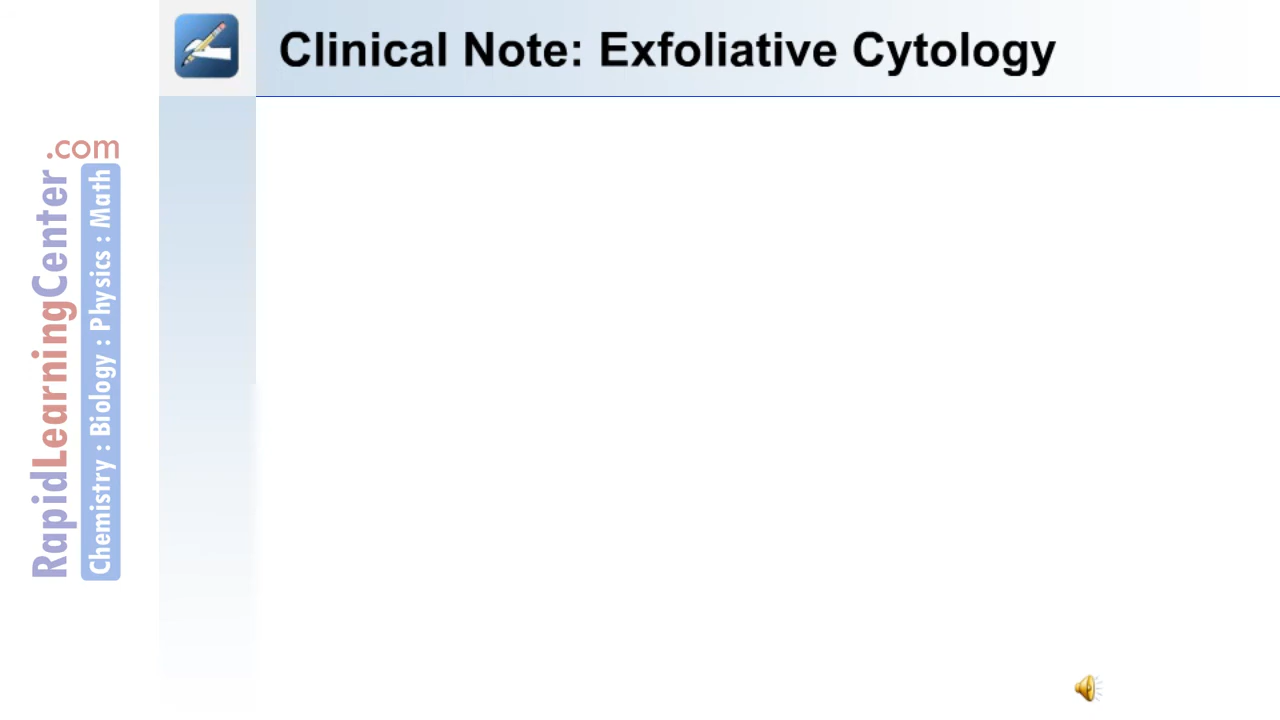 Clinical Note: Exfoliative Cytology
RapidLearningCenter.com
Chemistry : Biology : Physics : Math